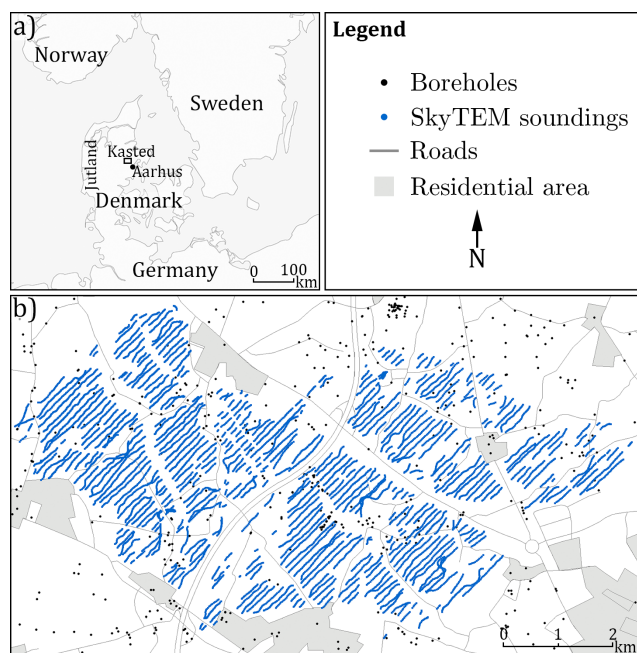 a)
Norway
Sweden
Kasted
Jutland
Aarhus
Denmark
Germany
0 100
km
Legend
Boreholes
SkyTEM soundings
Roads
Residential area
N
b)
0 1 2
km